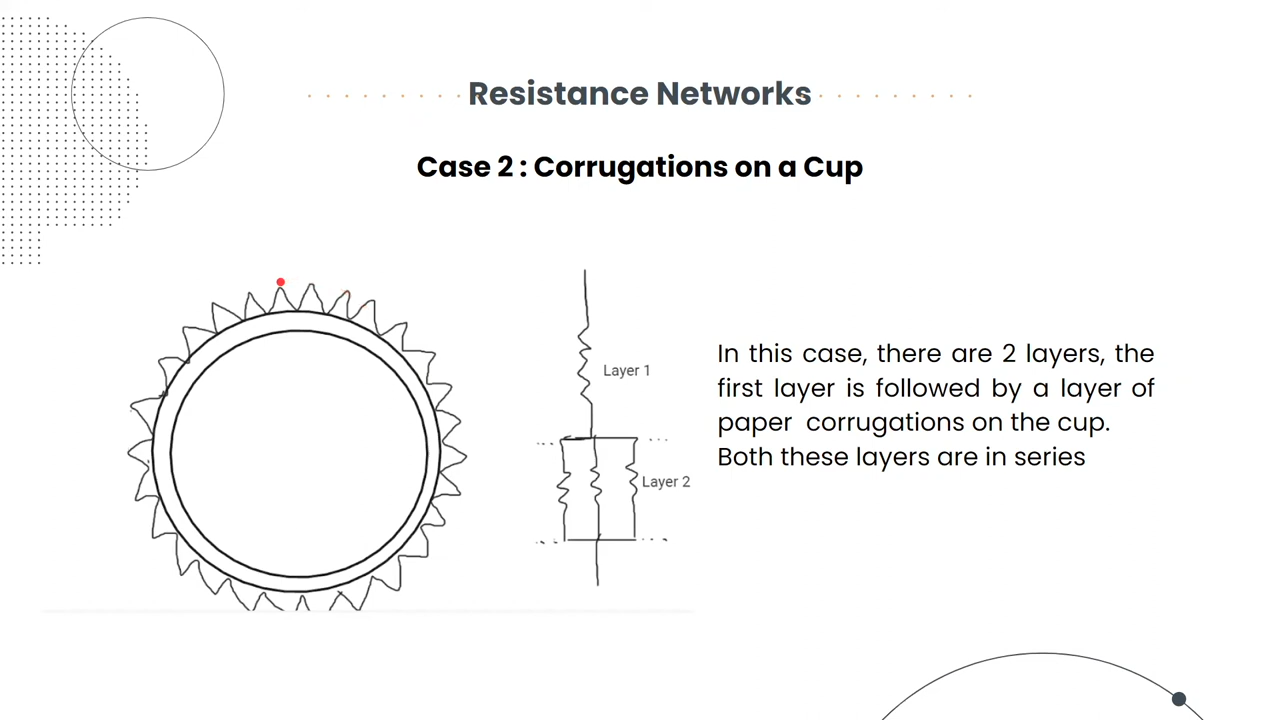 Resistance Networks
Case 2 : Corrugations on a Cup
Layer 1
Layer 2
In this case, there are 2 layers, the
first layer is followed by a layer of
paper corrugations on the cup.
Both these layers are in series